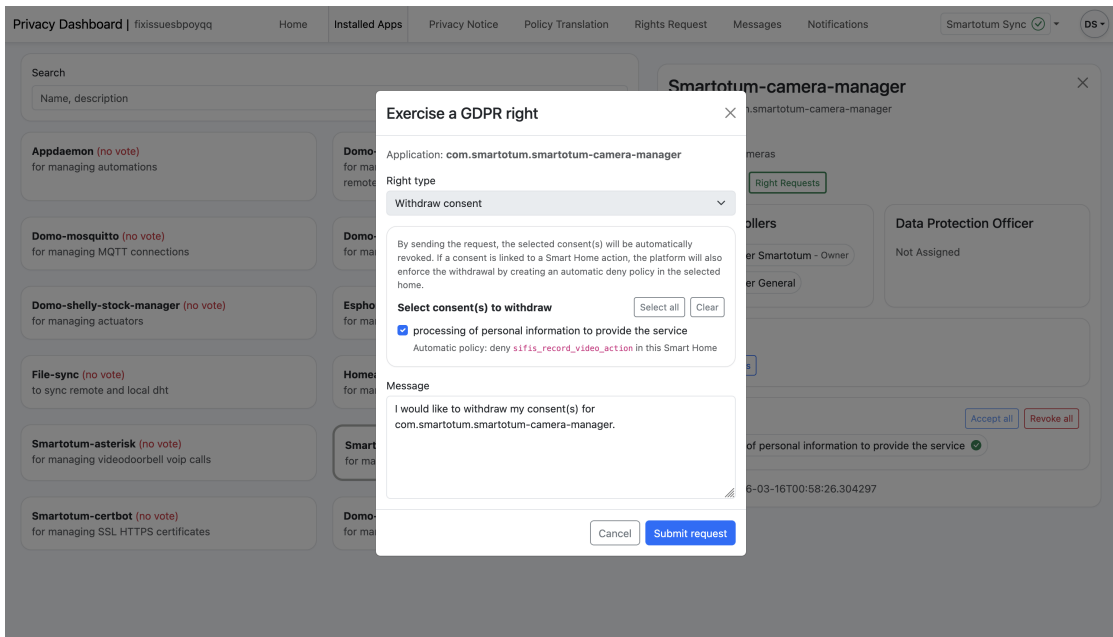 Privacy Dashboard | fixissuesbpoyqq Home Installed Apps Privacy Notice Policy Translation Rights Request Messages Notifications Smartotum Sync DS
Search
Name, description
Appdaemon (no vote)
for managing automations
Domo-
for ma
remote
Domo-mosquitto (no vote)
for managing MQTT connections
Domo-
for ma
Domo-shelly-stock-manager (no vote)
for managing actuators
Espho
for ma
File-sync (no vote)
to sync remote and local dht
Homea
for ma
Smartotum-asterisk (no vote)
for managing videodoorbell voip calls
Smart
for ma
Smartotum-certbot (no vote)
for managing SSL HTTPS certificates
Domo-
for ma
Exercise a GDPR right
Application: com.smartotum.smartotum-camera-manager
Right type
Withdraw consent
By sending the request, the selected consent(s) will be automatically
revoked. If a consent is linked to a Smart Home action, the platform will also
enforce the withdrawal by creating an automatic deny policy in the selected
home.
Select consent(s) to withdraw Select all Clear
processing of personal information to provide the service
Automatic policy: deny sifis_record_video_action in this Smart Home
Message
I would like to withdraw my consent(s) for
com.smartotum.smartotum-camera-manager.
Cancel Submit request
Smartotum-camera-manager
.smartotum-camera-manager
meras
Right Requests
ollers
er Smartotum - Owner
er General
Data Protection Officer
Not Assigned
s
Accept all Revoke all
of personal information to provide the service
6-03-16T00:58:26.304297